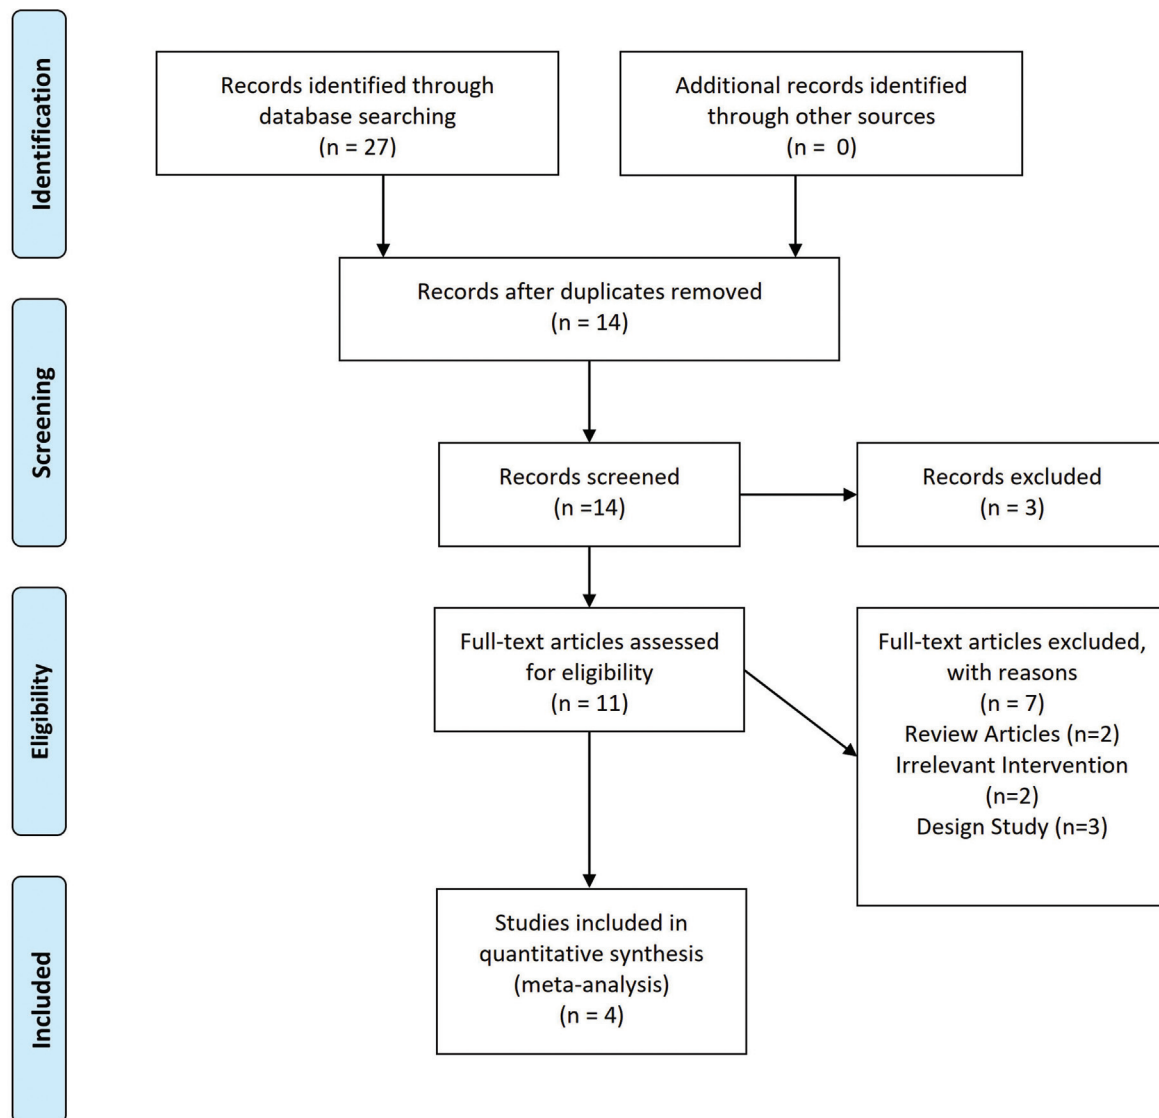 Identification
Records identified through
database searching
(n = 27)
Additional records identified
through other sources
(n =  0)
Records after duplicates removed
(n = 14)
Screening
Records screened
(n =14)
Records excluded
(n = 3)
Eligibility
Full-text articles assessed
for eligibility
(n = 11)
Full-text articles excluded,
with reasons
(n = 7)
Review Articles (n=2)
Irrelevant Intervention
(n=2)
Design Study (n=3)
Included
Studies included in
quantitative synthesis
(meta-analysis)
(n = 4)